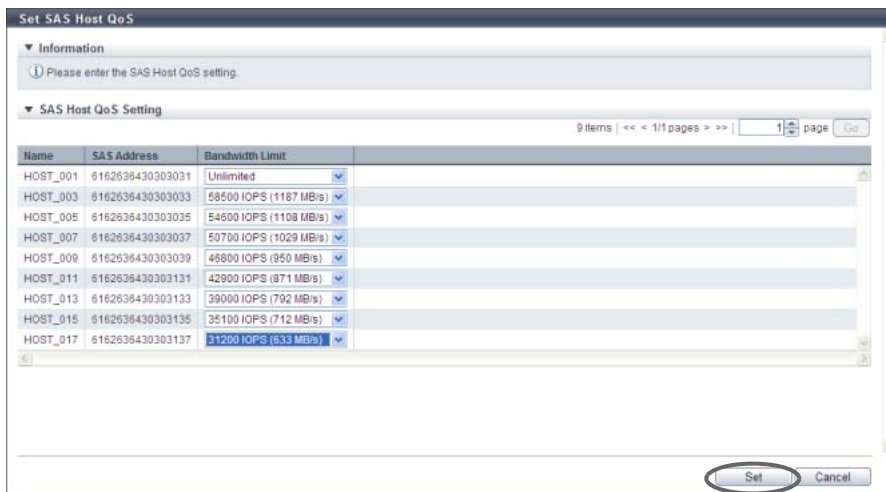 Set SAS Host QoS
Information
Please enter the SAS Host QoS setting.
SAS Host QoS Setting
9 items | << < 1/1 pages > >> | 1 page Go
Name SAS Address Bandwidth Limit
HOST_001 6162636430303031 Unlimited
HOST_003 6162636430303033 58500 IOPS (1187 MB/s)
HOST_005 6162636430303035 54600 IOPS (1108 MB/s)
HOST_007 6162636430303037 50700 IOPS (1029 MB/s)
HOST_009 6162636430303039 46800 IOPS (950 MB/s)
HOST_011 6162636430303131 42900 IOPS (871 MB/s)
HOST_013 6162636430303133 39000 IOPS (792 MB/s)
HOST_015 6162636430303135 35100 IOPS (712 MB/s)
HOST_017 6162636430303137 31200 IOPS (633 MB/s)
Set Cancel